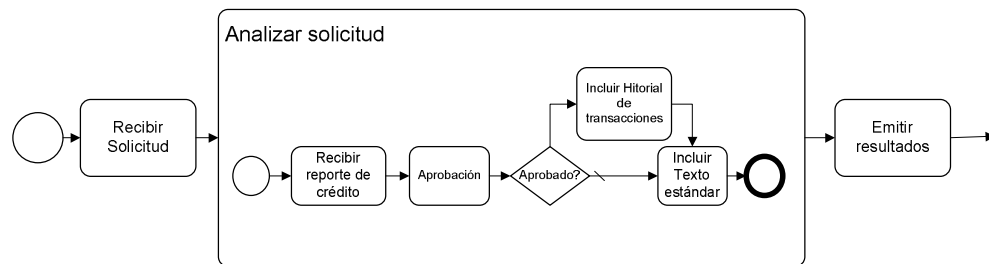 Analizar solicitud
Recibir
Solicitud
Recibir
reporte de
crédito
Aprobación
Aprobado?
Incluir Hitorial
de
transacciones
Incluir
Texto
estándar
Emitir
resultados